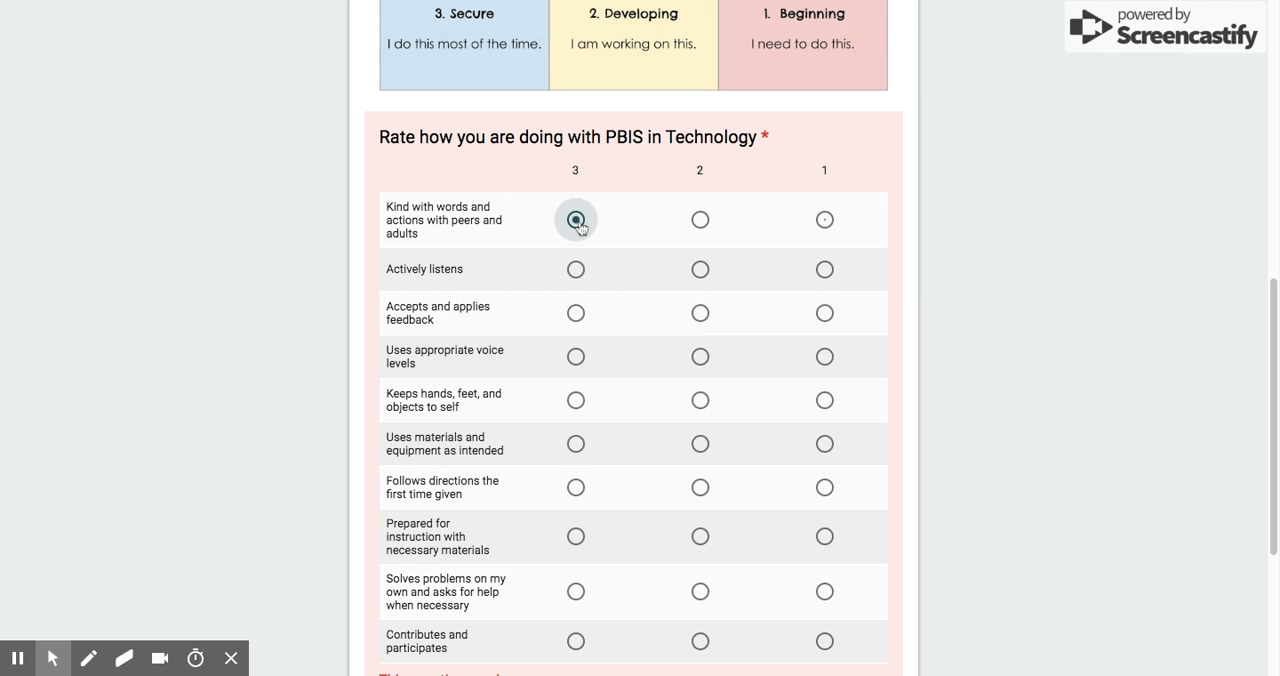 powered by
Screencastify
3. Secure
2. Developing
1. Beginning
I do this most of the time.
I am working on this.
I need to do this.
Rate how you are doing with PBIS in Technology *
3
2
1
Kind with words and
actions with peers and
adults
Actively listens
Accepts and applies
feedback
Uses appropriate voice
levels
Keeps hands, feet, and
objects to self
Uses materials and
equipment as intended
Follows directions the
first time given
Prepared for
instruction with
necessary materials
Solves problems on my
own and asks for help
when necessary
Contributes and
participates